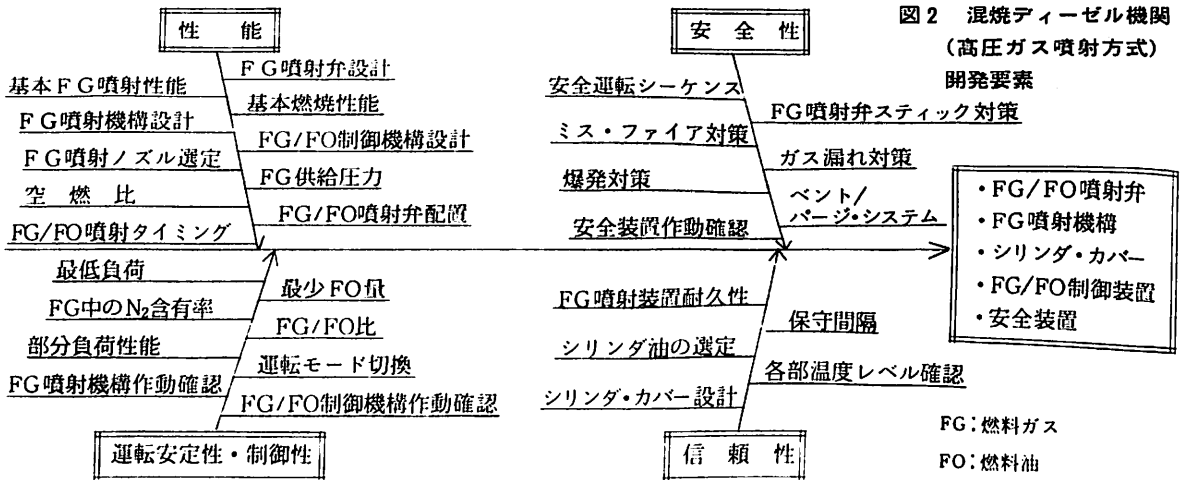 図2 混焼ディーゼル機関
(高圧ガス噴射方式)
開発要素
性能
基本FG噴射性能
FG噴射機構設計
FG噴射ノズル選定
空燃比
FG/FO噴射タイミング
FG噴射弁設計
基本燃焼性能
FG/FO制御機構設計
FG供給圧力
FG/FO噴射弁配置
安全性
安全運転シーケンス
ミス・ファイア対策
爆発対策
安全装置作動確認
FG噴射弁スティック対策
ガス漏れ対策
ベント/
パージ・システム
・FG/FO噴射弁
・FG噴射機構
・シリンダ・カバー
・FG/FO制御装置
・安全装置
最低負荷
FG中のN₂含有率
部分負荷性能
FG噴射機構作動確認
最少FO量
FG/FO比
運転モード切換
FG/FO制御機構作動確認
運転安定性・制御性
FG噴射装置耐久性
シリンダ油の選定
シリンダ・カバー設計
保守間隔
各部温度レベル確認
信頼性
FG:燃料ガス
FO:燃料油